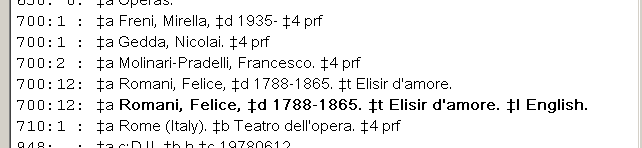 650: 0: ‡a Operas.
700:1 : ‡a Freni, Mirella, ‡d 1935- ‡4 prf
700:1 : ‡a Gedda, Nicolai. ‡4 prf
700:2 : ‡a Molinari-Pradelli, Francesco. ‡4 prf
700:12: ‡a Romani, Felice, ‡d 1788-1865. ‡t Elisir d'amore.
700:12: ‡a Romani, Felice, ‡d 1788-1865. ‡t Elisir d'amore. ‡l English.
710:1 : ‡a Rome (Italy). ‡b Teatro dell'opera. ‡4 prf
948: : ‡a c:D.II ‡b h ‡c 19780612